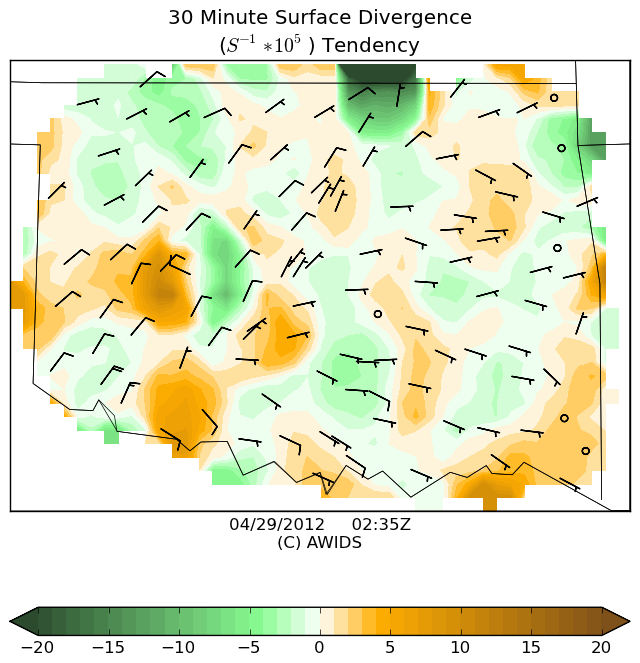 30 Minute Surface Divergence
(S⁻¹ *10⁵ ) Tendency
04/29/2012 02:35Z
(C) AWIDS
−20 −15 −10 −5 0 5 10 15 20